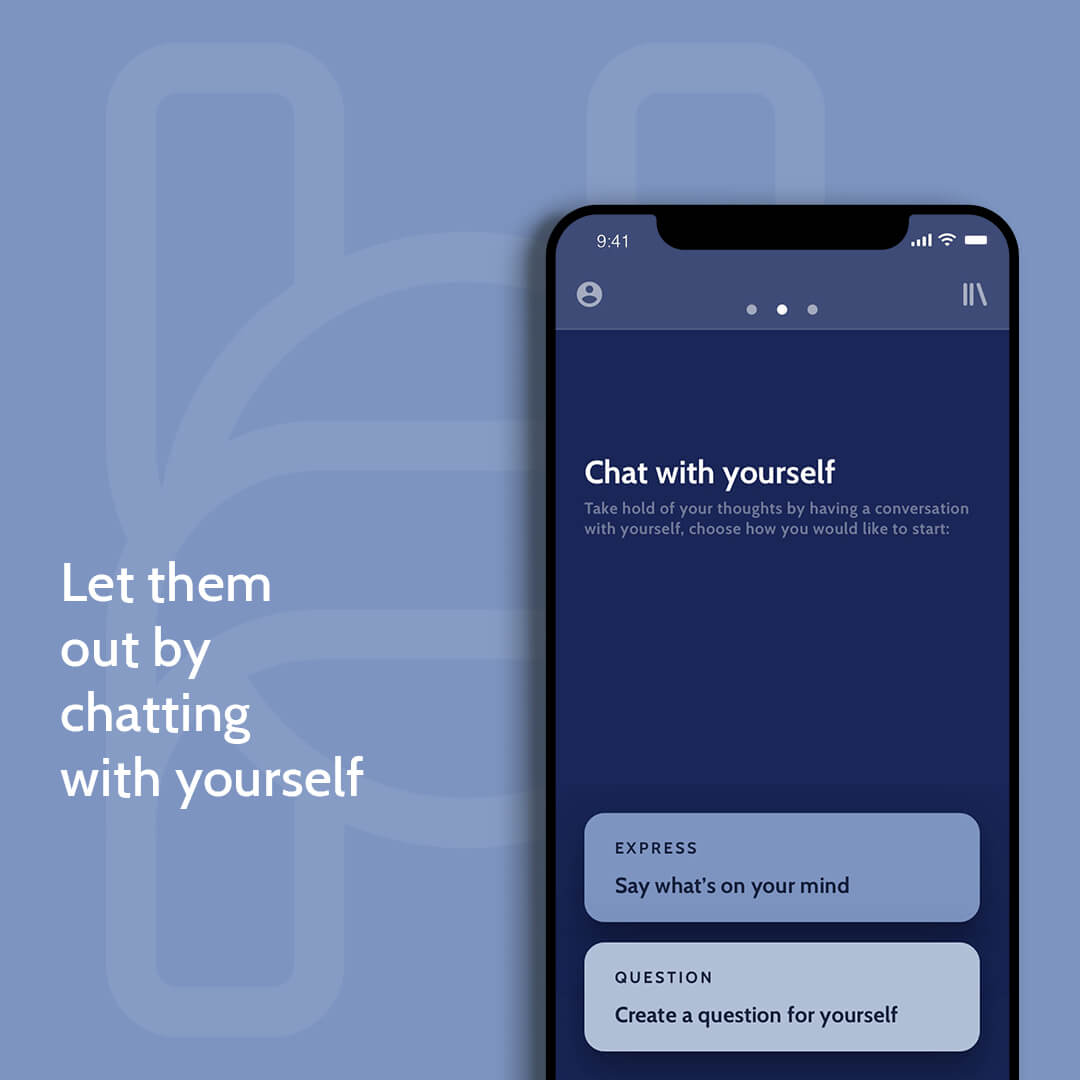 Let them
out by
chatting
with yourself
9:41
Chat with yourself
Take hold of your thoughts by having a conversation
with yourself, choose how you would like to start:
EXPRESS
Say what’s on your mind
QUESTION
Create a question for yourself